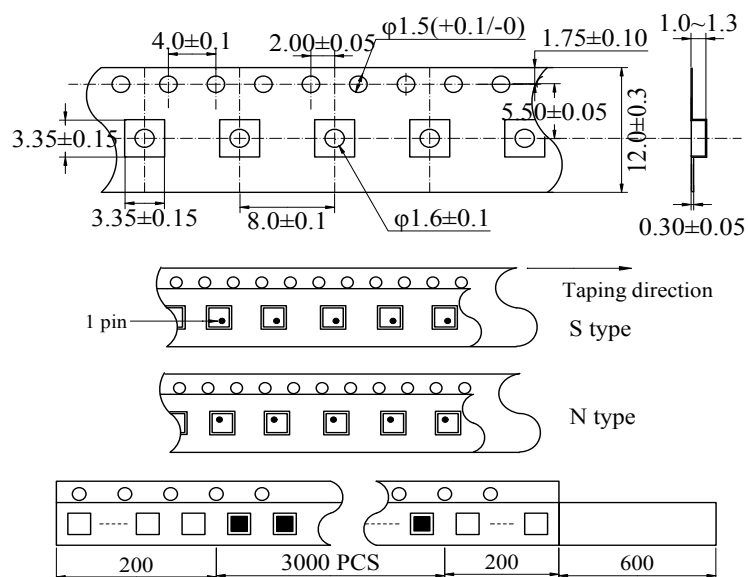 4.0±0.1
2.00±0.05
φ1.5(+0.1/-0)
1.75±0.10
1.0~1.3
3.35±0.15
5.50±0.05
12.0±0.3
3.35±0.15
8.0±0.1
φ1.6±0.1
0.30±0.05
Taping direction
1 pin
S type
N type
200
3000 PCS
200
600